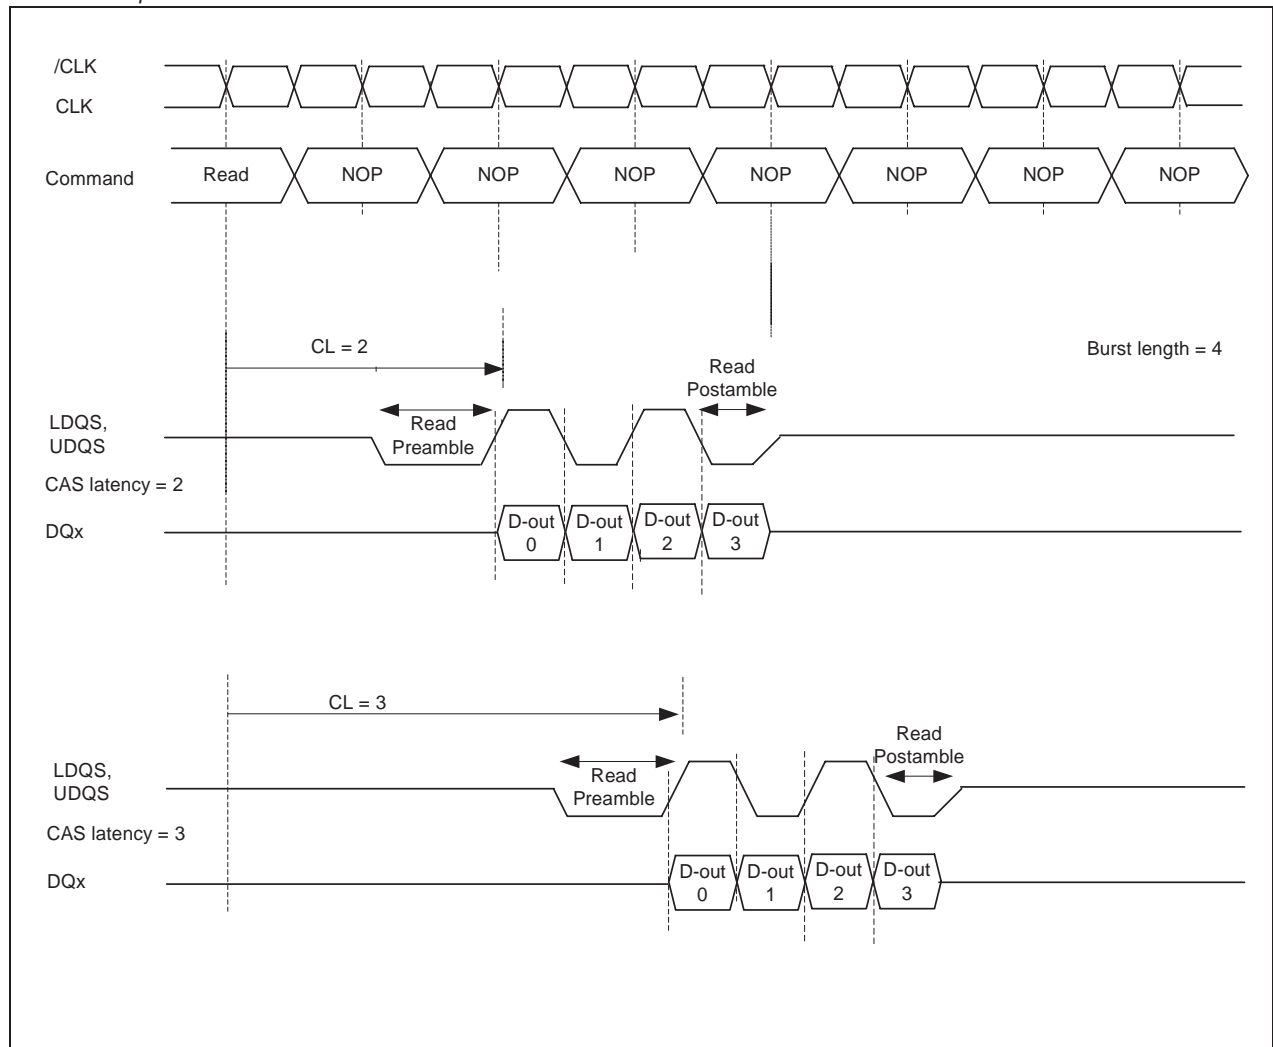 /CLK
CLK
Command
Read NOP NOP NOP NOP NOP NOP NOP
CL = 2
Burst length = 4
Read
Postamble
LDQS,
UDQS
Read
Preamble
CAS latency = 2
DQx
D-out D-out D-out D-out
0 1 2 3
CL = 3
Read
Postamble
LDQS,
UDQS
Read
Preamble
CAS latency = 3
DQx
D-out D-out D-out D-out
0 1 2 3